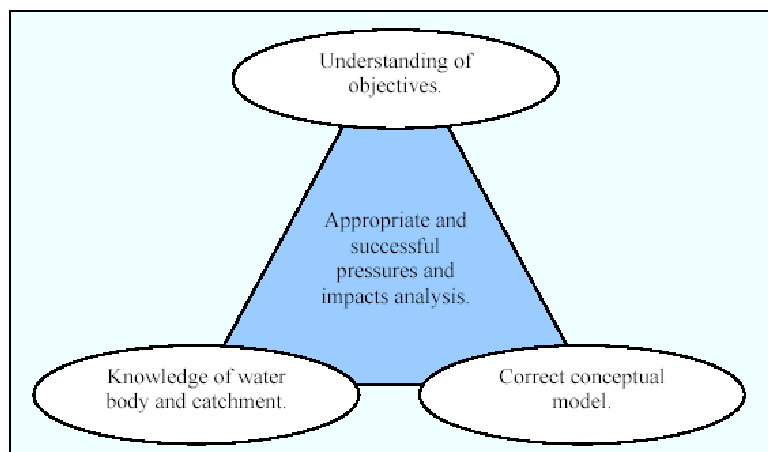 Understanding of
objectives.
Appropriate and
successful
pressures and
impacts analysis.
Knowledge of water
body and catchment.
Correct conceptual
model.